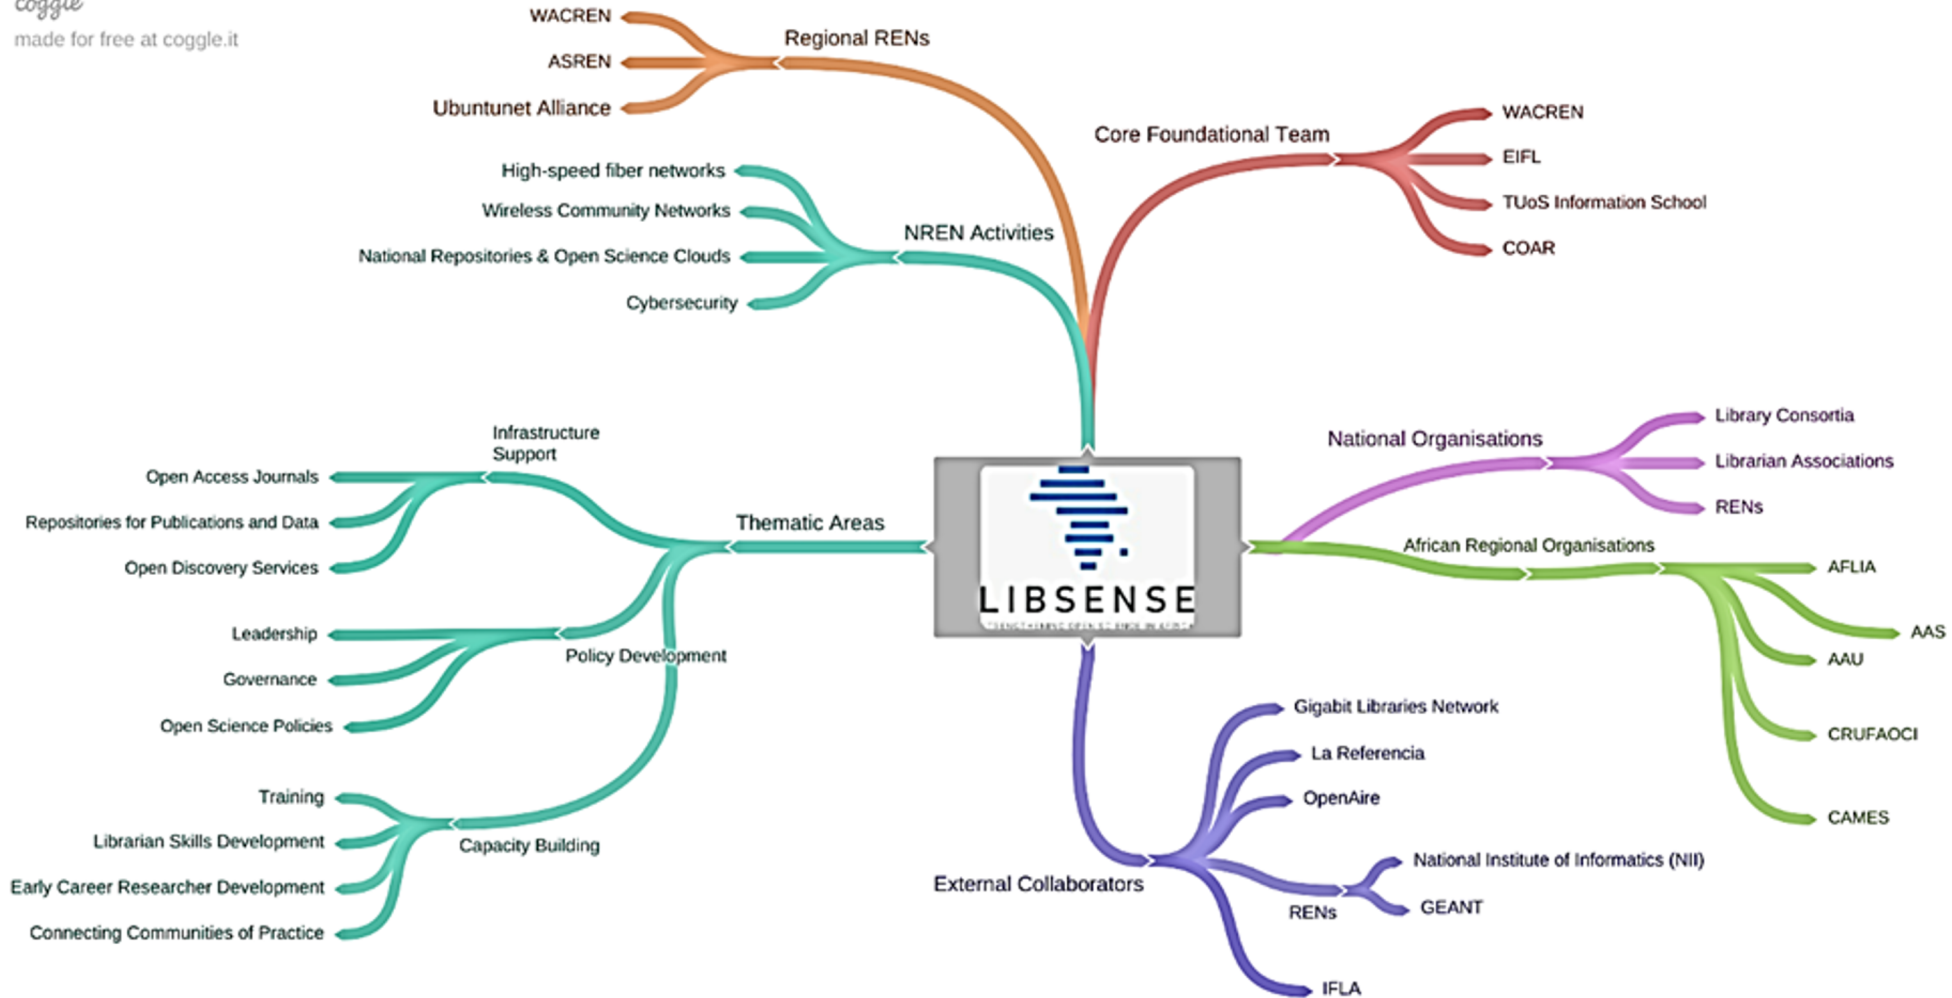 coggle
made for free at coggle.it
WACREN
ASREN
Ubuntunet Alliance
Regional RENs
High-speed fiber networks
Wireless Community Networks
National Repositories & Open Science Clouds
Cybersecurity
NREN Activities
Core Foundational Team
WACREN
EIFL
TUoS Information School
COAR
Infrastructure
Support
Open Access Journals
Repositories for Publications and Data
Open Discovery Services
Thematic Areas
Leadership
Governance
Open Science Policies
Policy Development
Training
Librarian Skills Development
Early Career Researcher Development
Connecting Communities of Practice
Capacity Building
LIBSENSE
OPEN SCIENCE IN AFRICA
National Organisations
Library Consortia
Librarian Associations
RENs
African Regional Organisations
AFLIA
AAS
AAU
CRUFAOCI
CAMES
External Collaborators
Gigabit Libraries Network
La Referencia
OpenAire
RENs
National Institute of Informatics (NII)
GEANT
IFLA